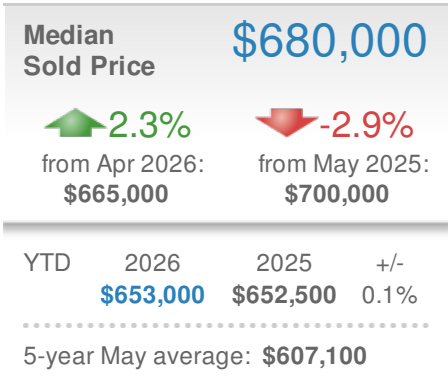 Median $680,000
Sold Price
2.3% -2.9%
from Apr 2026: from May 2025:
$665,000 $700,000
YTD 2026 2025 +/-
$653,000 $652,500 0.1%
5-year May average: $607,100